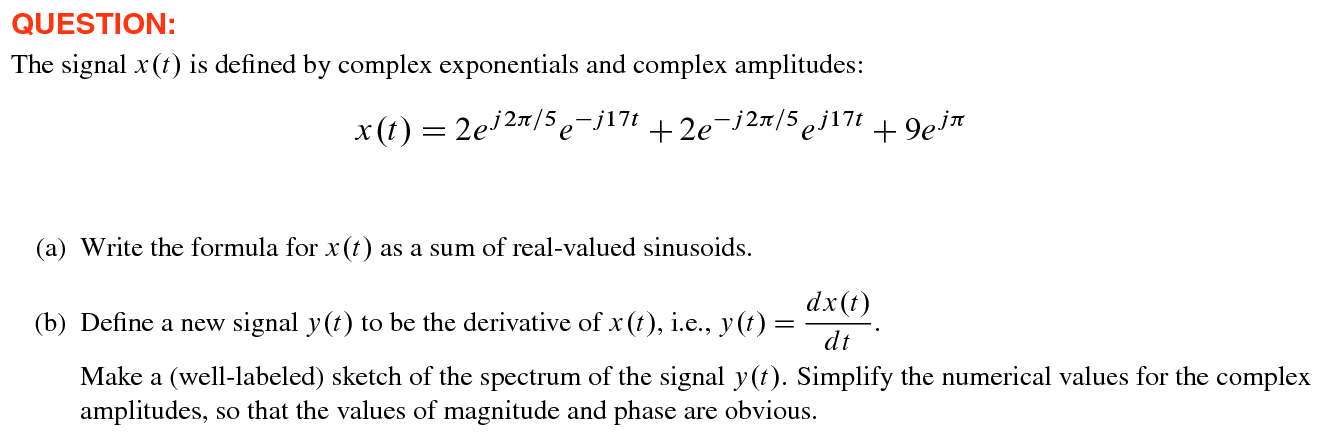 QUESTION:
The signal x(t) is defined by complex exponentials and complex amplitudes:
x(t) = 2e^{j2π/5}e^{−j17t} + 2e^{−j2π/5}e^{j17t} + 9e^{jπ}
(a) Write the formula for x(t) as a sum of real-valued sinusoids.
(b) Define a new signal y(t) to be the derivative of x(t), i.e., y(t) = \frac{dx(t)}{dt}.
Make a (well-labeled) sketch of the spectrum of the signal y(t). Simplify the numerical values for the complex
amplitudes, so that the values of magnitude and phase are obvious.